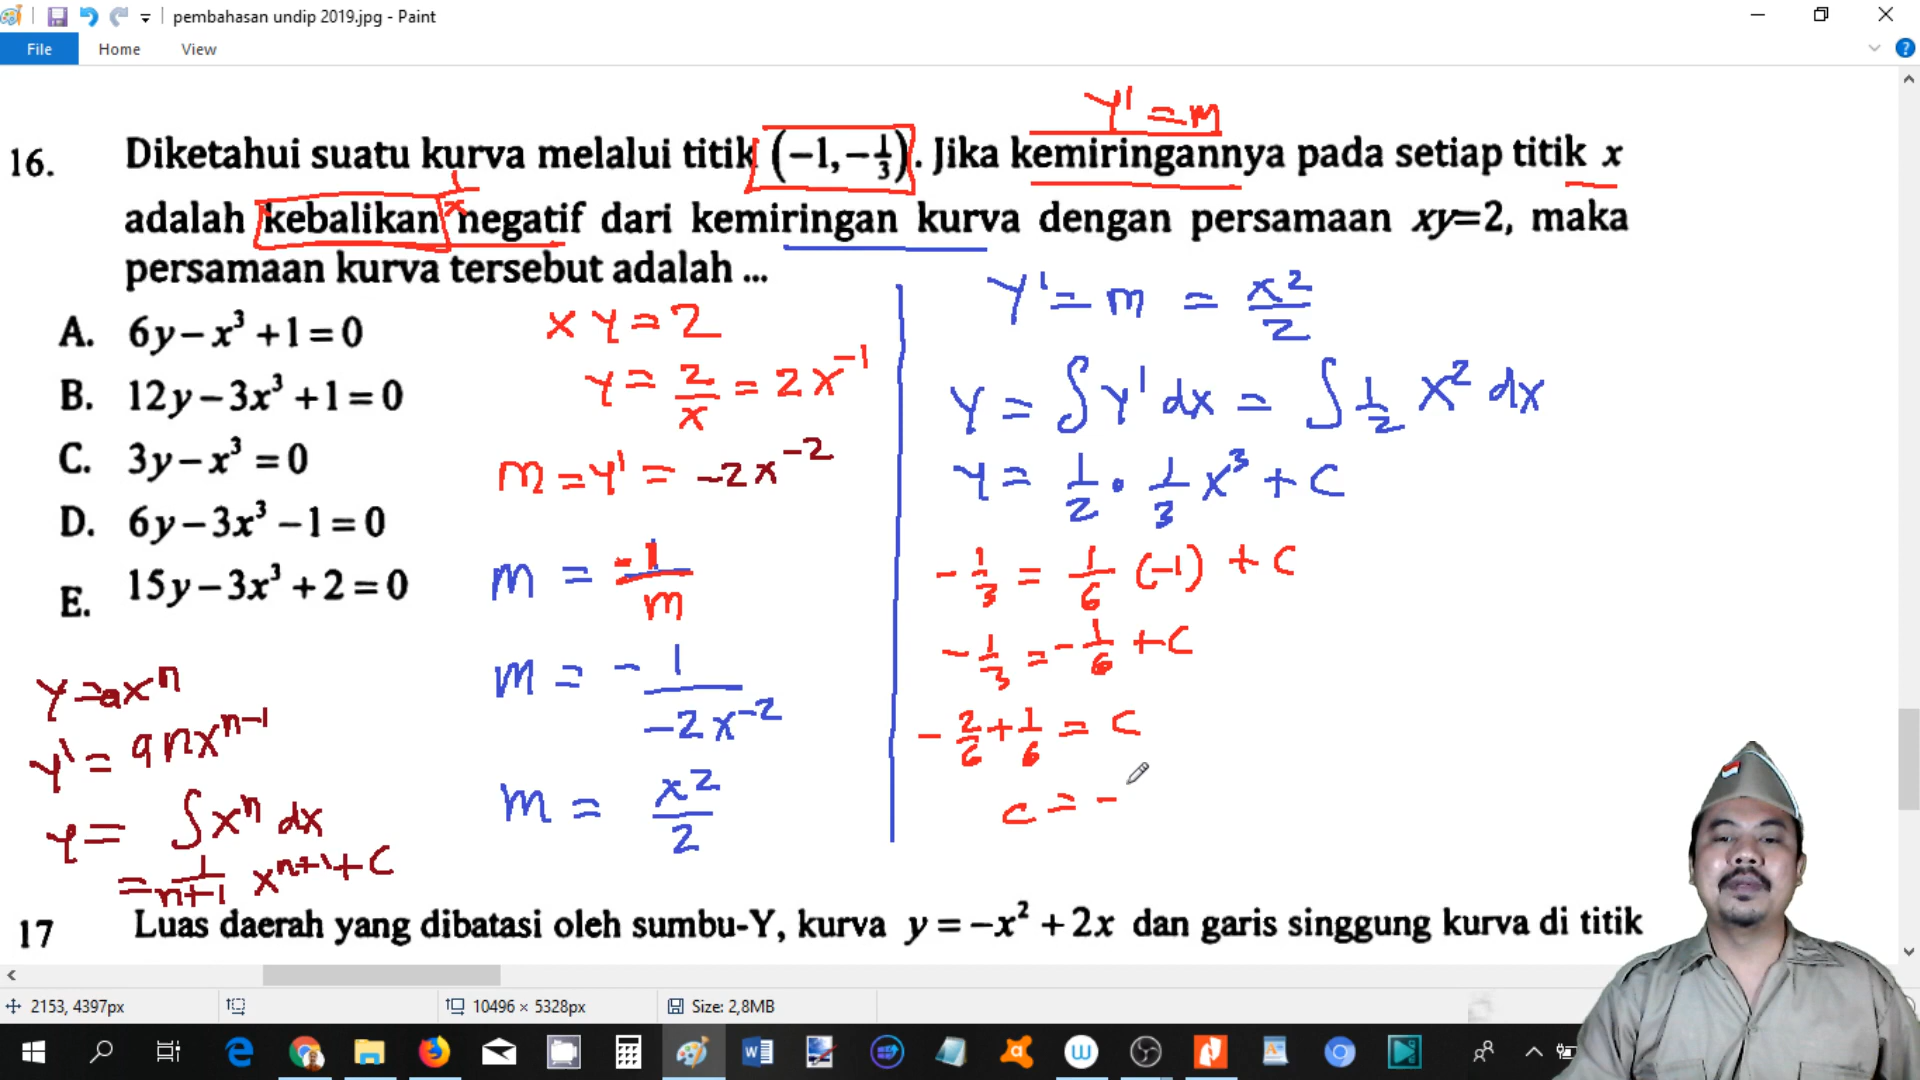 pembahasan undip 2019.jpg - Paint
File Home View
y' = m
16. Diketahui suatu kurva melalui titik (−1, −1/3). Jika kemiringannya pada setiap titik x
1/x
adalah kebalikan negatif dari kemiringan kurva dengan persamaan xy=2, maka
persamaan kurva tersebut adalah ...
A. 6y − x³ + 1 = 0
B. 12y − 3x³ + 1 = 0
C. 3y − x³ = 0
D. 6y − 3x³ − 1 = 0
E. 15y − 3x³ + 2 = 0
y = ax^n
y' = anx^(n-1)
y = ∫ x^n dx
= 1/(n+1) x^(n+1) + C
xy = 2
y = 2/x = 2x^-1
m = y' = -2x^-2
m = -1/m
m = - 1/(-2x^-2)
m = x²/2
y' = m = x²/2
y = ∫ y' dx = ∫ 1/2 x² dx
y = 1/2 · 1/3 x³ + C
- 1/3 = 1/6 (-1) + C
- 1/3 = - 1/6 + C
- 2/6 + 1/6 = C
C = -
17 Luas daerah yang dibatasi oleh sumbu-Y, kurva y = −x² + 2x dan garis singgung kurva di titik
2153, 4397px
10496 × 5328px
Size: 2,8MB